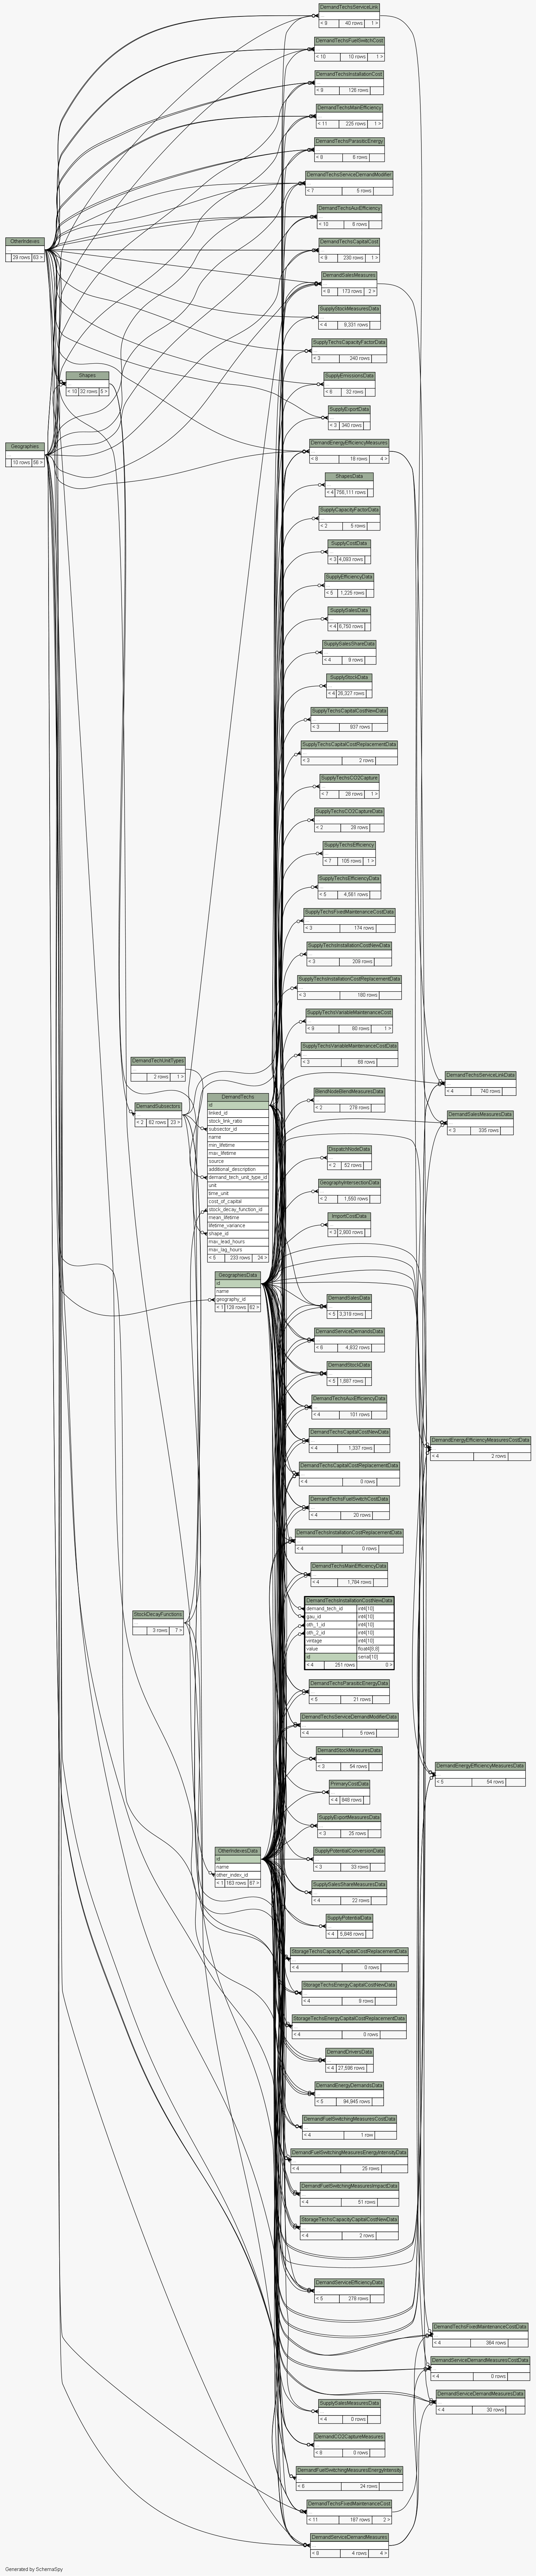 DemandTechsServiceLink
< 9 40 rows 1 >
DemandTechsFuelSwitchCost
< 10 10 rows 1 >
DemandTechsInstallationCost
< 9 126 rows
DemandTechsMainEfficiency
< 11 225 rows 1 >
DemandTechsParasiticEnergy
< 8 6 rows
DemandTechsServiceDemandModifier
< 7 5 rows
DemandTechsAuxEfficiency
< 10 6 rows
OtherIndexes
29 rows 63 >
DemandTechsCapitalCost
< 9 230 rows 1 >
DemandSalesMeasures
< 6 173 rows 2 >
SupplyStockMeasuresData
< 4 9,331 rows
SupplyTechsCapacityFactorData
< 3 340 rows
Shapes
< 10 32 rows 5 >
SupplyEmissionsData
< 6 32 rows
SupplyExportData
< 3 340 rows
Geographies
10 rows 56 >
DemandEnergyEfficiencyMeasures
< 8 18 rows 4 >
ShapesData
< 4 756,111 rows
SupplyCapacityFactorData
< 2 5 rows
SupplyCostData
< 3 4,093 rows
SupplyEfficiencyData
< 5 1,225 rows
SupplySalesData
< 4 6,750 rows
SupplySalesShareData
< 4 9 rows
SupplyStockData
< 4 26,327 rows
SupplyTechsCapitalCostNewData
< 3 937 rows
SupplyTechsCapitalCostReplacementData
< 3 2 rows
SupplyTechsCO2Capture
< 7 28 rows 1 >
SupplyTechsCO2CaptureData
< 2 28 rows
SupplyTechsEfficiency
< 7 105 rows 1 >
SupplyTechsEfficiencyData
< 5 4,561 rows
SupplyTechsFixedMaintenanceCostData
< 3 174 rows
SupplyTechsInstallationCostNewData
< 3 209 rows
SupplyTechsInstallationCostReplacementData
< 3 180 rows
SupplyTechsVariableMaintenanceCost
< 9 80 rows 1 >
SupplyTechsVariableMaintenanceCostData
< 3 88 rows
DemandTechUnitTypes
2 rows 1 >
DemandTechsServiceLinkData
< 4 740 rows
BlendNodeBlendMeasuresData
< 2 276 rows
DemandSubsectors
< 2 82 rows 23 >
DemandSalesMeasuresData
< 3 335 rows
DemandTechs
id
linked_id
stock_link_ratio
subsector_id
name
min_lifetime
max_lifetime
source
additional_description
demand_tech_unit_type_id
unit
time_unit
cost_of_capital
stock_decay_function_id
mean_lifetime
lifetime_variance
shape_id
max_lead_hours
max_lag_hours
< 5 233 rows 24 >
DispatchNodeData
< 2 52 rows
GeographyIntersectionData
< 2 1,550 rows
ImportCostData
< 3 2,900 rows
GeographiesData
id
name
geography_id
< 1 128 rows 62 >
DemandSalesData
< 5 3,319 rows
DemandServiceDemandsData
< 6 4,832 rows
DemandStockData
< 5 1,887 rows
DemandTechsAuxEfficiencyData
< 4 101 rows
DemandTechsCapitalCostNewData
< 4 1,337 rows
DemandEnergyEfficiencyMeasuresCostData
< 4 2 rows
DemandTechsCapitalCostReplacementData
< 4 0 rows
DemandTechsFuelSwitchCostData
< 4 20 rows
DemandTechsInstallationCostReplacementData
< 4 0 rows
DemandTechsMainEfficiencyData
< 4 1,764 rows
DemandTechsInstallationCostNewData
demand_tech_id int4[10]
gau_id int4[10]
oth_1_id int4[10]
oth_2_id int4[10]
vintage int4[10]
value float4[8,8]
id serial[10]
< 4 251 rows 0 >
StockDecayFunctions
3 rows 7 >
DemandTechsParasiticEnergyData
< 5 21 rows
DemandTechsServiceDemandModifierData
< 4 5 rows
DemandStockMeasuresData
< 3 54 rows
DemandEnergyEfficiencyMeasuresData
< 5 54 rows
PrimaryCostData
< 4 848 rows
SupplyExportMeasuresData
< 3 25 rows
SupplyPotentialConversionData
< 3 33 rows
OtherIndexesData
id
name
other_index_id
< 1 163 rows 67 >
SupplySalesShareMeasuresData
< 4 22 rows
SupplyPotentialData
< 4 5,846 rows
StorageTechsCapacityCapitalCostReplacementData
< 4 0 rows
StorageTechsEnergyCapitalCostNewData
< 4 9 rows
StorageTechsEnergyCapitalCostReplacementData
< 4 0 rows
DemandDriversData
< 4 27,596 rows
DemandEnergyDemandsData
< 5 94,945 rows
DemandFuelSwitchingMeasuresCostData
< 4 1 row
DemandFuelSwitchingMeasuresEnergyIntensityData
< 4 25 rows
DemandFuelSwitchingMeasuresImpactData
< 4 51 rows
StorageTechsCapacityCapitalCostNewData
< 4 2 rows
DemandServiceEfficiencyData
< 5 278 rows
DemandTechsFixedMaintenanceCostData
< 4 384 rows
DemandServiceDemandMeasuresCostData
< 4 0 rows
DemandServiceDemandMeasuresData
< 4 30 rows
SupplySalesMeasuresData
< 4 0 rows
DemandCO2CaptureMeasures
< 8 0 rows
DemandFuelSwitchingMeasuresEnergyIntensity
< 6 24 rows
DemandTechsFixedMaintenanceCost
< 11 187 rows 2 >
DemandServiceDemandMeasures
< 8 4 rows 4 >
Generated by SchemaSpy